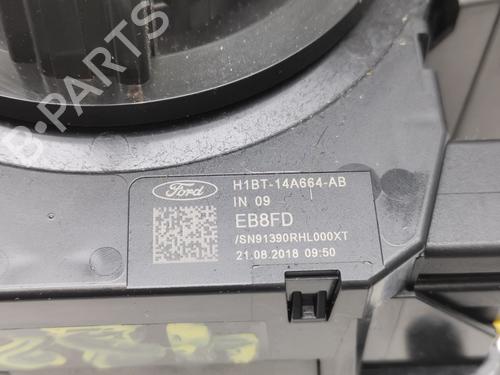 B-PARTS
Ford
H1BT-14A664-AB
IN 09
EB8FD
/SN91390RHL000XT
21.08.2018 09:50